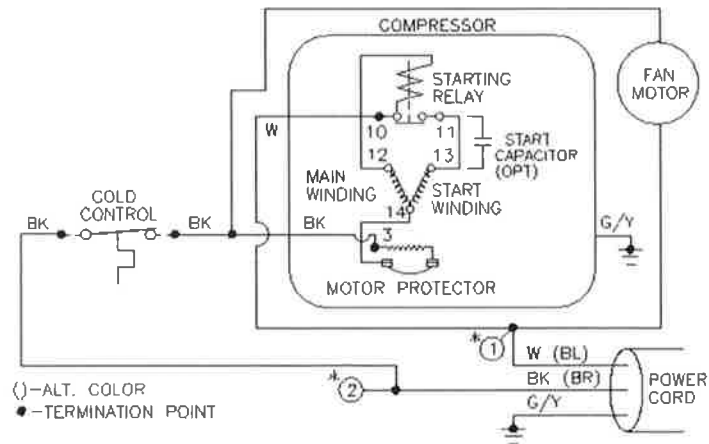 COMPRESSOR
STARTING
RELAY
FAN
MOTOR
W
10
11
START
CAPACITOR
(OPT)
12
13
MAIN
WINDING
START
WINDING
14
COLD
CONTROL
BK
BK
BK
3
G/Y
MOTOR PROTECTOR
*1
W (BL)
BK (BR)
*2
G/Y
POWER
CORD
()-ALT. COLOR
●-TERMINATION POINT